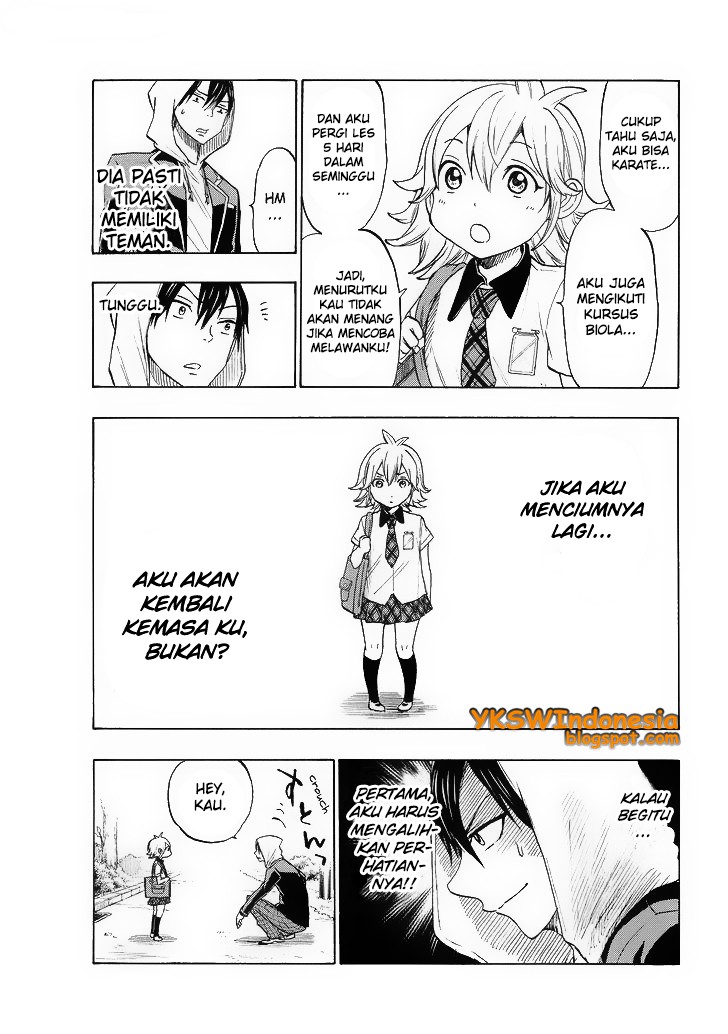 CUKUP
TAHU SAJA,
AKU BISA
KARATE...
AKU JUGA
MENGIKUTI
KURSUS
BIOLA...
DAN AKU
PERGI LES
5 HARI
DALAM
SEMINGGU
...
JADI,
MENURUTKU
KAU TIDAK
AKAN MENANG
JIKA MENCOBA
MELAWANKU!
HM
...
DIA PASTI
TIDAK
MEMILIKI
TEMAN.
TUNGGU.
JIKA AKU
MENCIUMNYA
LAGI...
AKU AKAN
KEMBALI
KEMASA KU,
BUKAN?
YKSWIndonesia
blogspot.com
KALAU
BEGITU
...
PERTAMA,
AKU HARUS
MENGALIH-
KAN PER-
HATIAN-
NYA!!
すとん
crouch
HEY,
KAU.